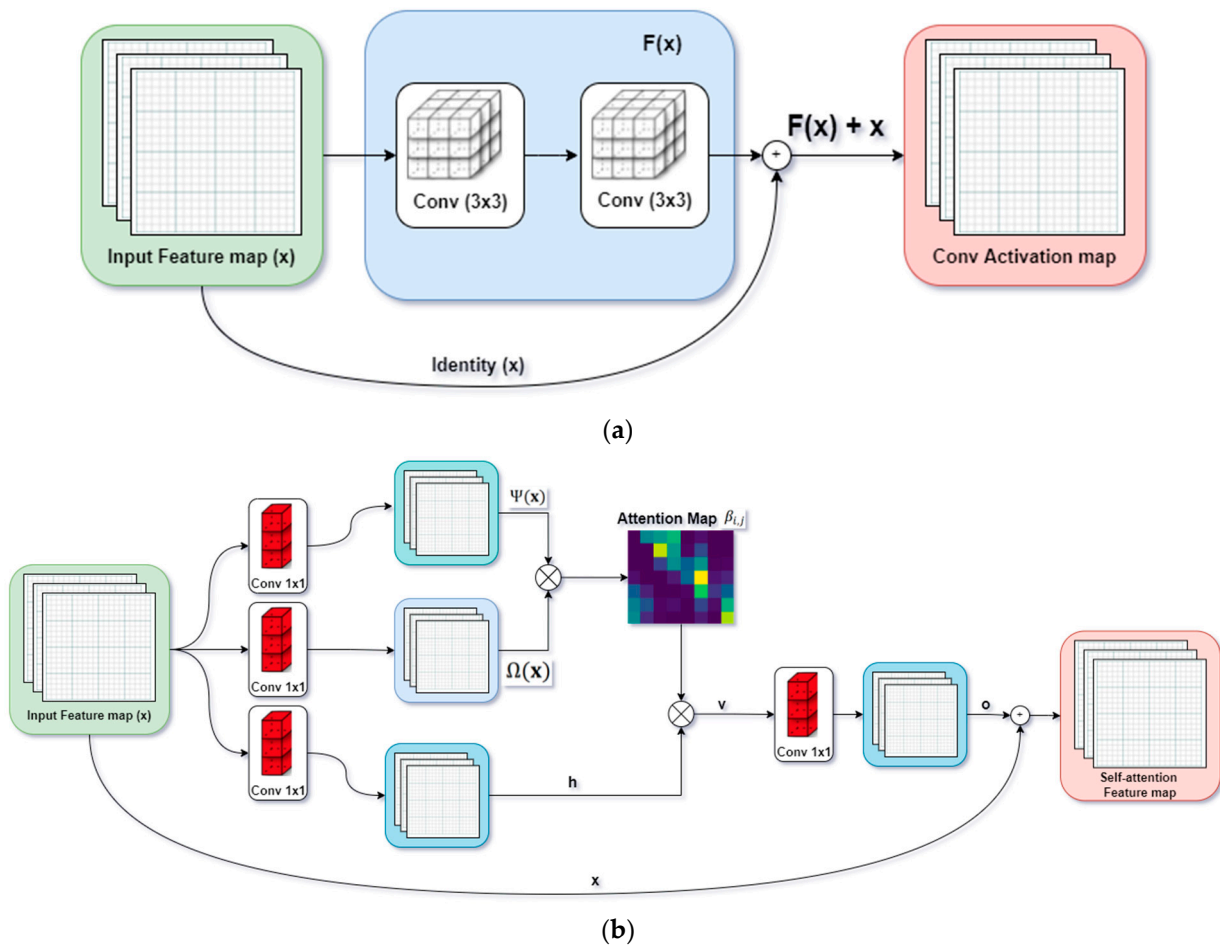 F(x)
Conv (3x3)
Conv (3x3)
+
F(x) + x
Input Feature map (x)
Conv Activation map
Identity (x)
(a)
Ψ(x)
Attention Map β_{i,j}
Conv 1x1
Ω(x)
Conv 1x1
Input Feature map (x)
Conv 1x1
h
v
Conv 1x1
o
+
Self-attention
Feature map
x
(b)